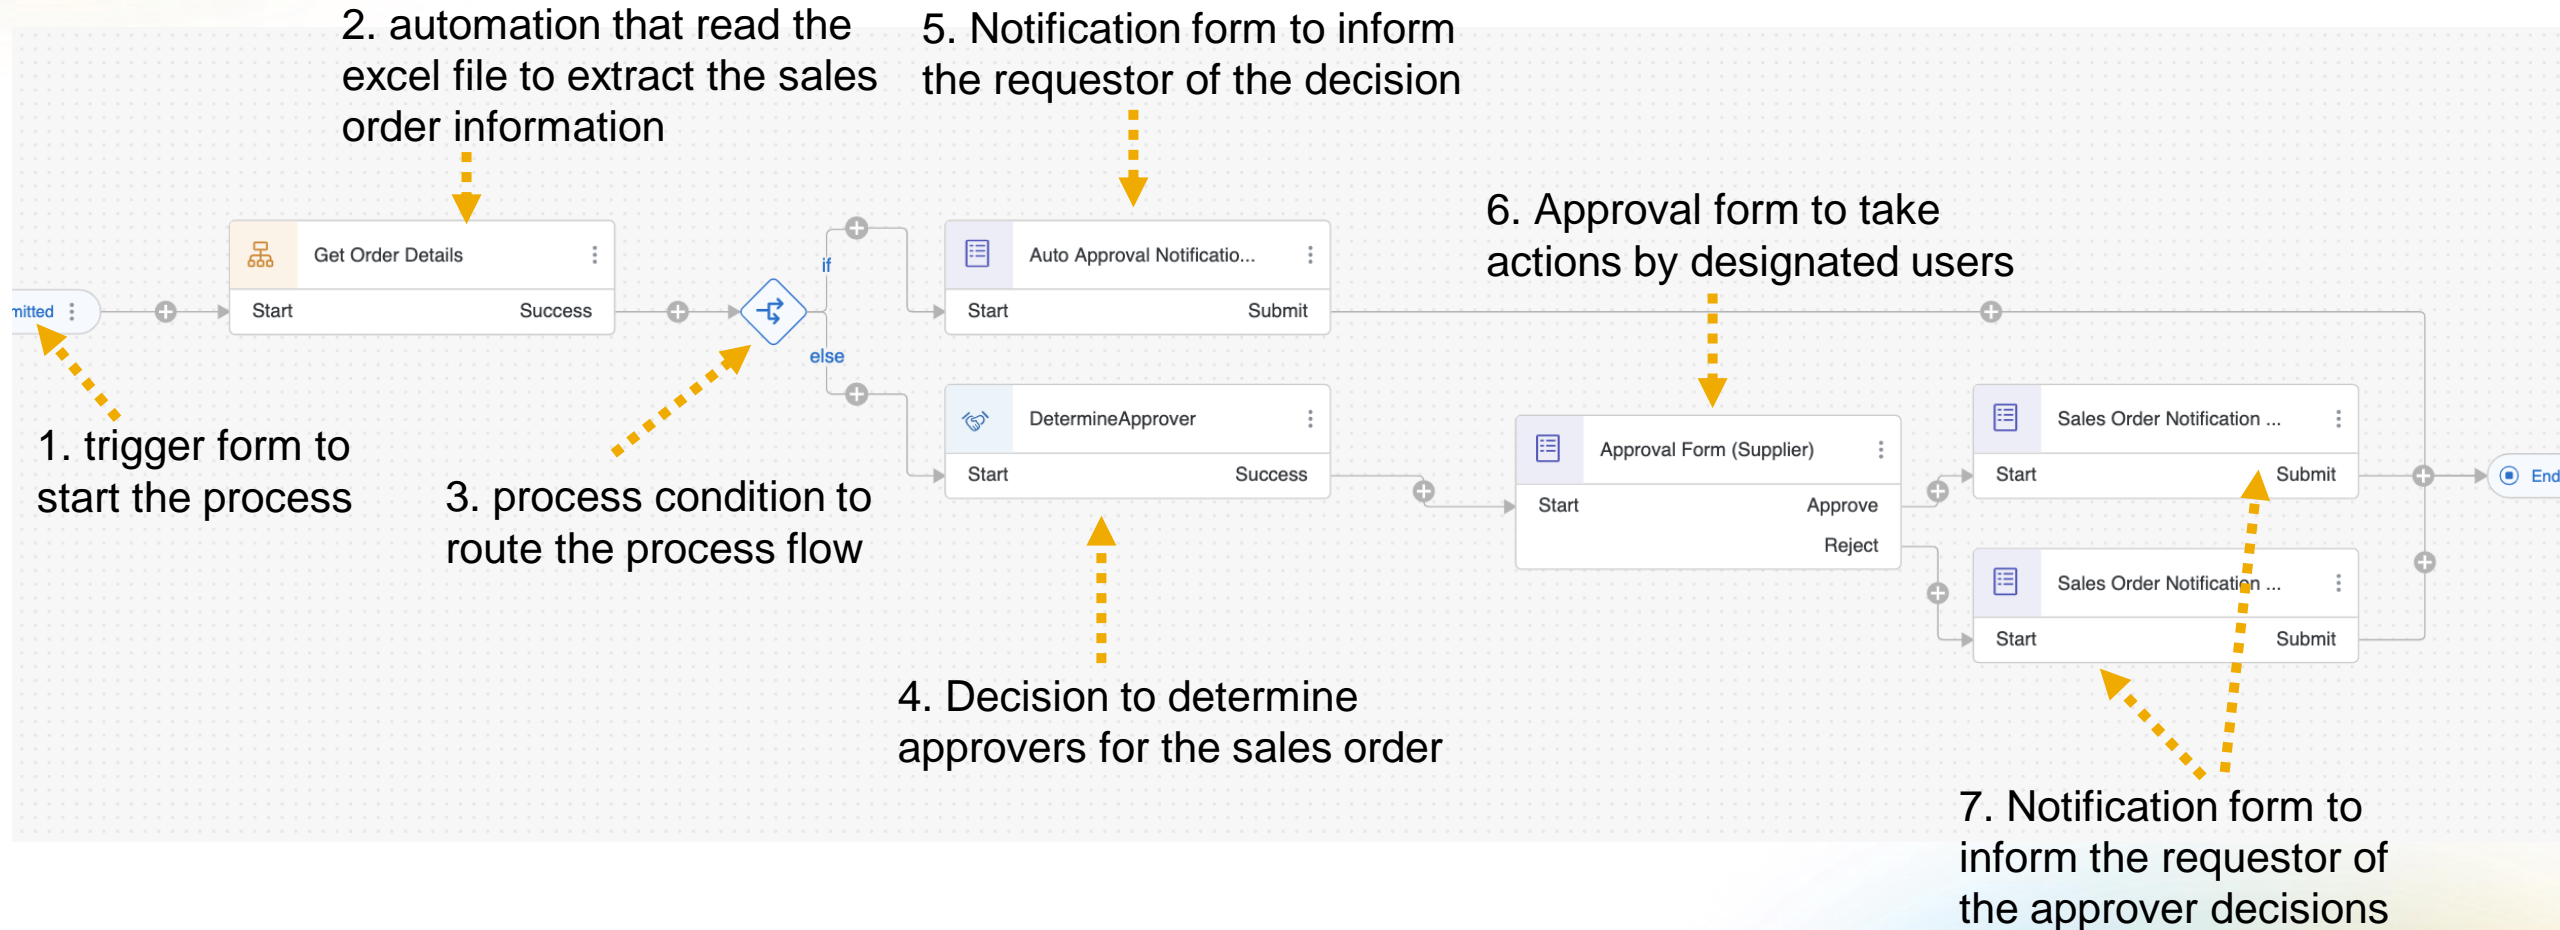 2. automation that read the
excel file to extract the sales
order information
5. Notification form to inform
the requestor of the decision
6. Approval form to take
actions by designated users
mitted
Get Order Details
Start Success
if
else
Auto Approval Notificatio...
Start Submit
DetermineApprover
Start Success
Approval Form (Supplier)
Start Approve
Reject
Sales Order Notification ...
Start Submit
Sales Order Notification ...
Start Submit
End
1. trigger form to
start the process
3. process condition to
route the process flow
4. Decision to determine
approvers for the sales order
7. Notification form to
inform the requestor of
the approver decisions